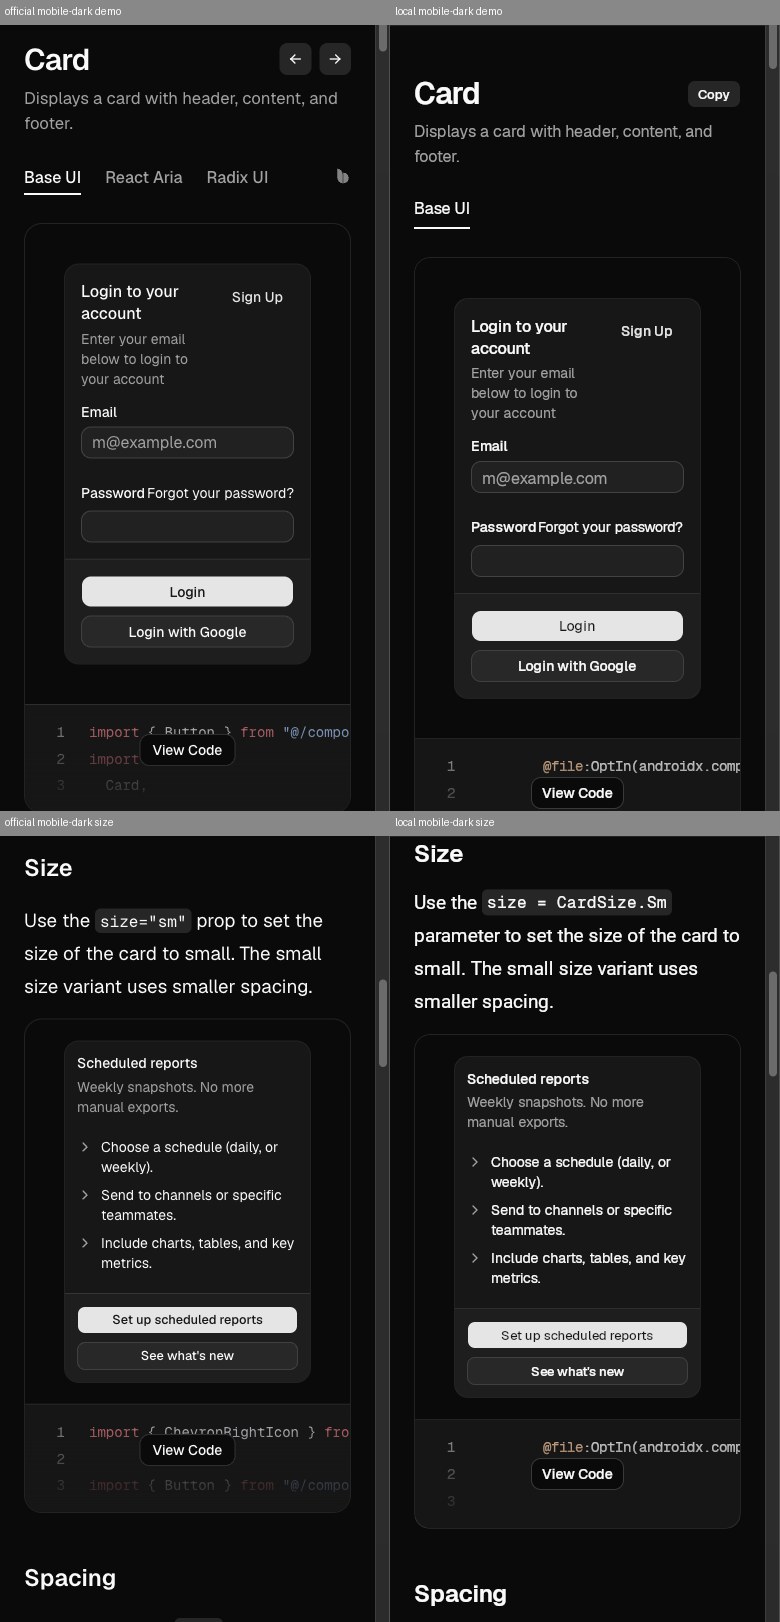 official mobile-dark demo
Card
Displays a card with header, content, and
footer.
Base UI React Aria Radix UI
Login to your
account
Sign Up
Enter your email
below to login to
your account
Email
m@example.com
Password Forgot your password?
Login
Login with Google
1 import { Button } from "@/compo
2 import
3 Card,
View Code
local mobile-dark demo
Card
Copy
Displays a card with header, content, and
footer.
Base UI
Login to your
account
Sign Up
Enter your email
below to login to
your account
Email
m@example.com
Password Forgot your password?
Login
Login with Google
1 @file:OptIn(androidx.comp
2
View Code
official mobile-dark size
Size
Use the size="sm" prop to set the
size of the card to small. The small
size variant uses smaller spacing.
Scheduled reports
Weekly snapshots. No more
manual exports.
Choose a schedule (daily, or
weekly).
Send to channels or specific
teammates.
Include charts, tables, and key
metrics.
Set up scheduled reports
See what's new
1 import { ChevronRightIcon } fro
2
3 import { Button } from "@/compo
View Code
Spacing
local mobile-dark size
Size
Use the size = CardSize.Sm
parameter to set the size of the card to
small. The small size variant uses
smaller spacing.
Scheduled reports
Weekly snapshots. No more
manual exports.
Choose a schedule (daily, or
weekly).
Send to channels or specific
teammates.
Include charts, tables, and key
metrics.
Set up scheduled reports
See what's new
1 @file:OptIn(androidx.comp
2
3
View Code
Spacing